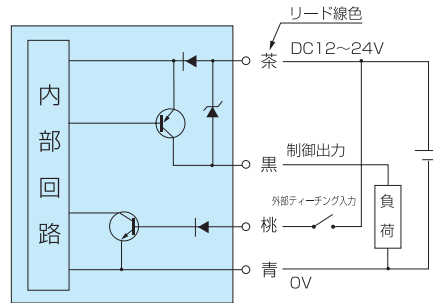 リード線色
茶 DC12～24V
内部回路
黒 制御出力
外部ティーチング入力
桃
負荷
青 0V